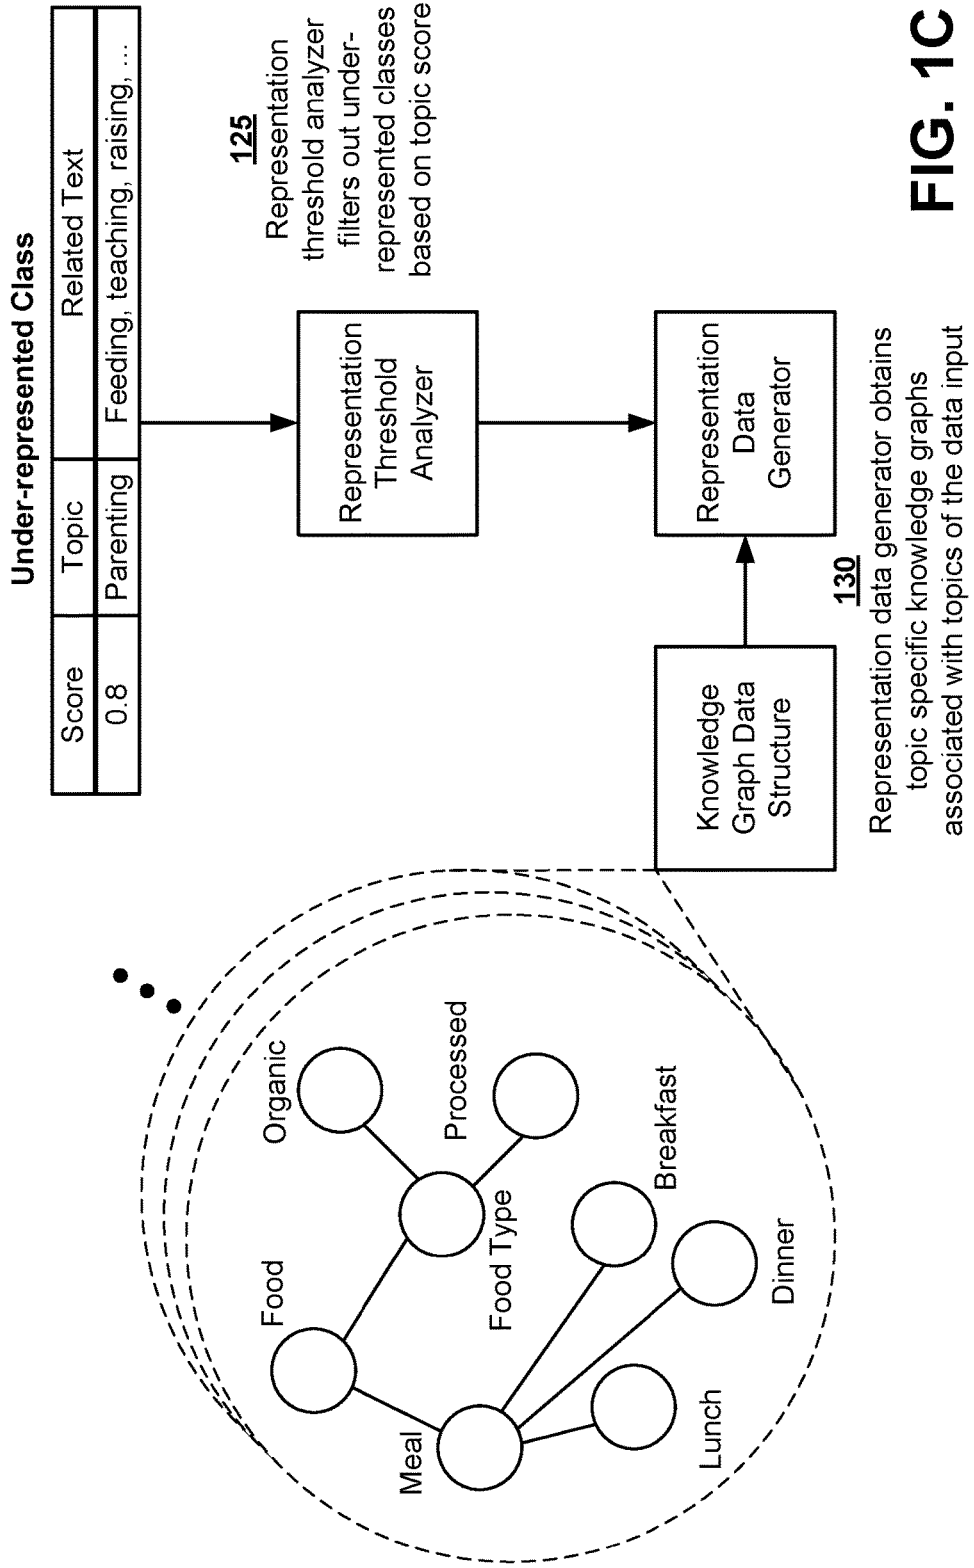 Under-represented Class
Score Topic Related Text
0.8 Parenting Feeding, teaching, raising, ...
125
Representation
threshold analyzer
filters out under-
represented classes
based on topic score
Representation
Threshold
Analyzer
Organic
Food
Processed
Food Type
Meal
Breakfast
Lunch
Dinner
Knowledge
Graph Data
Structure
Representation
Data
Generator
130
Representation data generator obtains
topic specific knowledge graphs
associated with topics of the data input
FIG. 1C